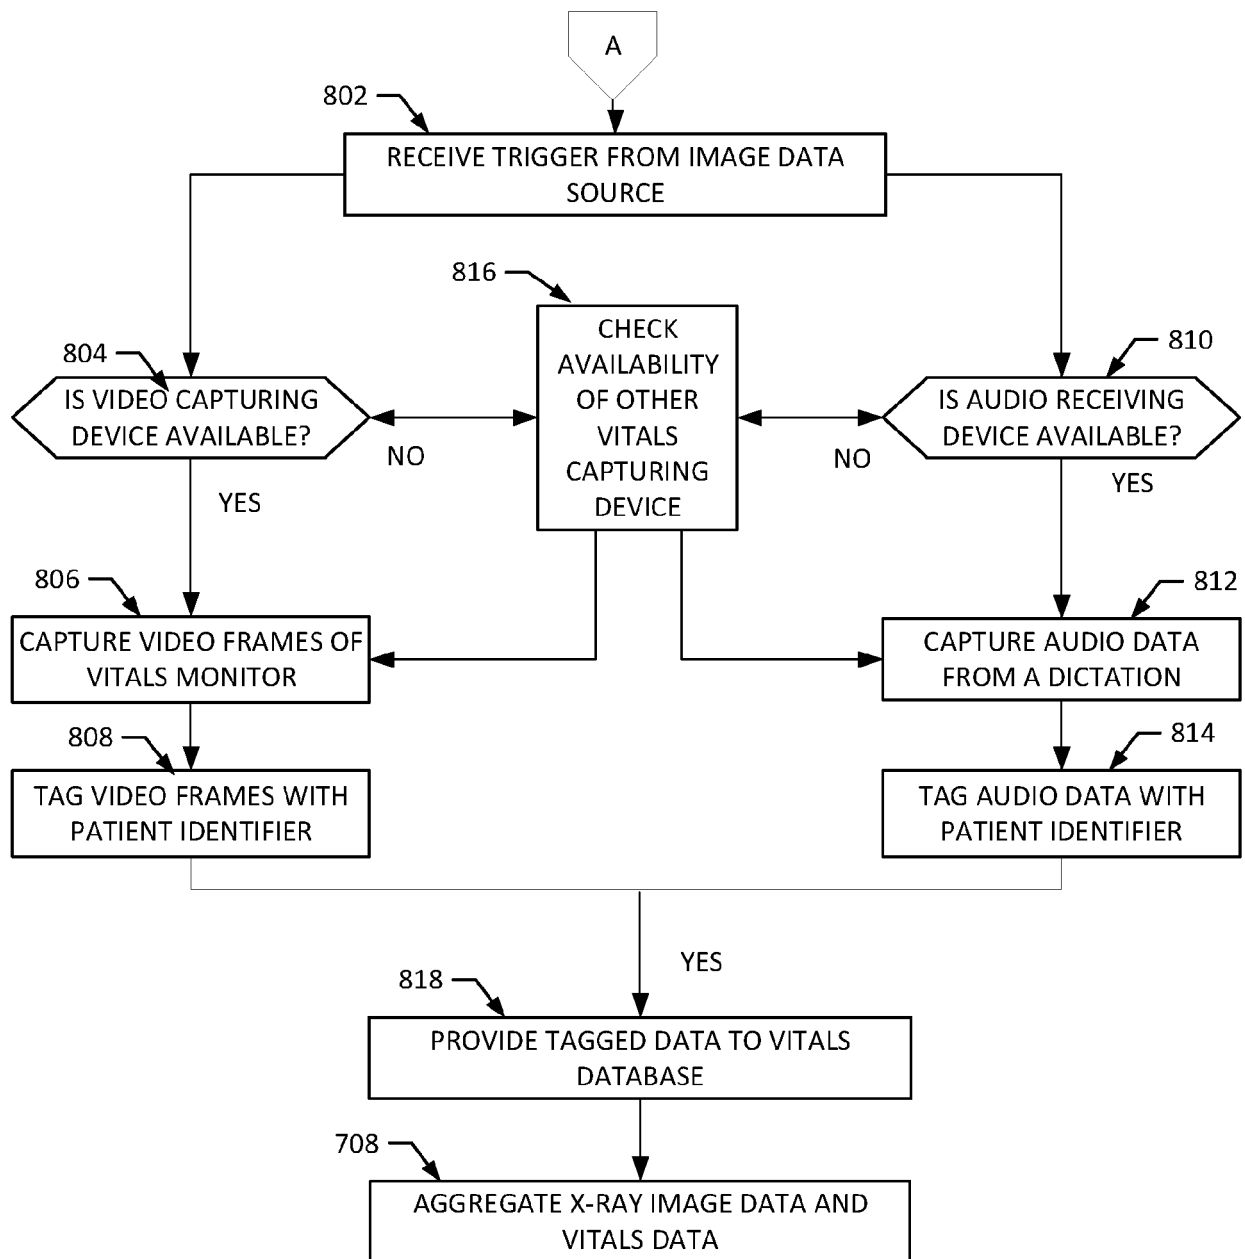 A
802
RECEIVE TRIGGER FROM IMAGE DATA
SOURCE
816
CHECK
AVAILABILITY
OF OTHER
VITALS
CAPTURING
DEVICE
804
IS VIDEO CAPTURING
DEVICE AVAILABLE?
NO
YES
810
IS AUDIO RECEIVING
DEVICE AVAILABLE?
NO
YES
806
CAPTURE VIDEO FRAMES OF
VITALS MONITOR
812
CAPTURE AUDIO DATA
FROM A DICTATION
808
TAG VIDEO FRAMES WITH
PATIENT IDENTIFIER
814
TAG AUDIO DATA WITH
PATIENT IDENTIFIER
YES
818
PROVIDE TAGGED DATA TO VITALS
DATABASE
708
AGGREGATE X-RAY IMAGE DATA AND
VITALS DATA